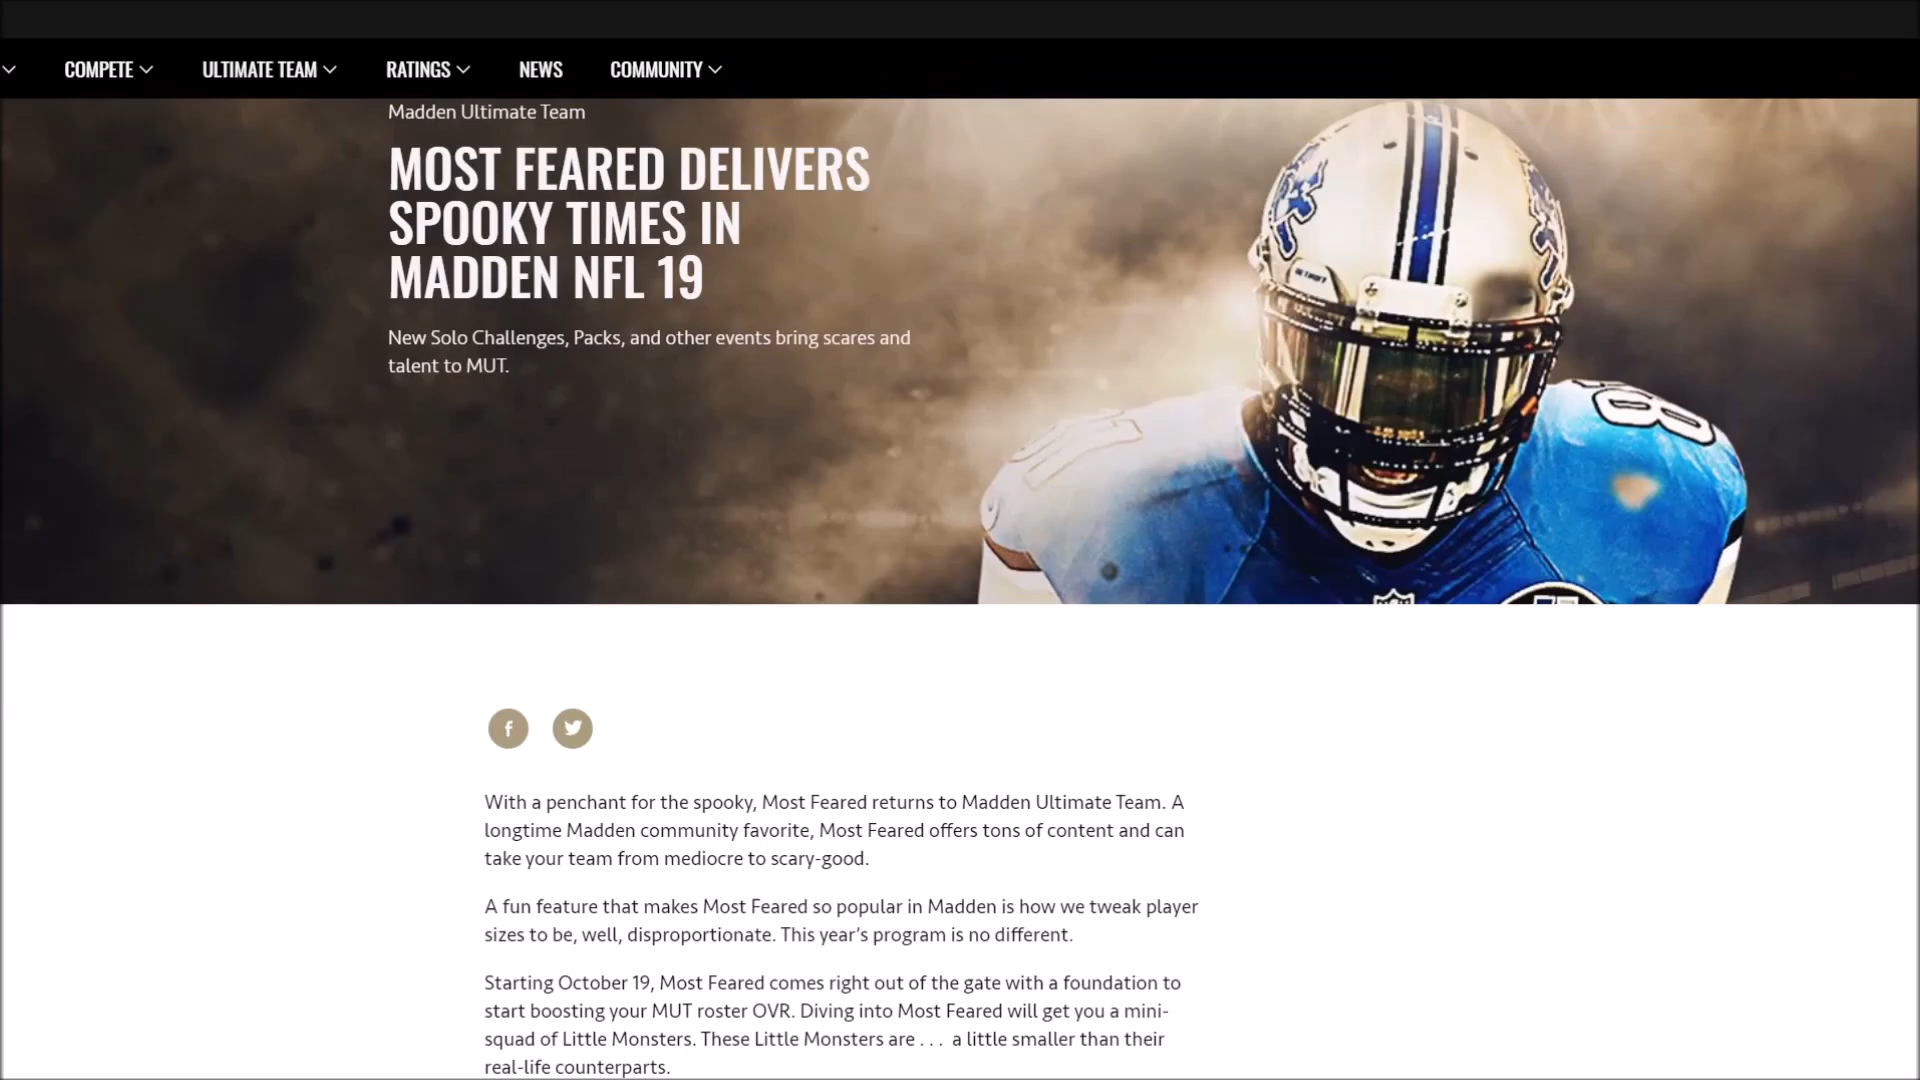 COMPETE ULTIMATE TEAM RATINGS NEWS COMMUNITY
Madden Ultimate Team
MOST FEARED DELIVERS
SPOOKY TIMES IN
MADDEN NFL 19
New Solo Challenges, Packs, and other events bring scares and
talent to MUT.
DETROIT
8
NFL
With a penchant for the spooky, Most Feared returns to Madden Ultimate Team. A
longtime Madden community favorite, Most Feared offers tons of content and can
take your team from mediocre to scary-good.
A fun feature that makes Most Feared so popular in Madden is how we tweak player
sizes to be, well, disproportionate. This year’s program is no different.
Starting October 19, Most Feared comes right out of the gate with a foundation to
start boosting your MUT roster OVR. Diving into Most Feared will get you a mini-
squad of Little Monsters. These Little Monsters are . . . a little smaller than their
real-life counterparts.